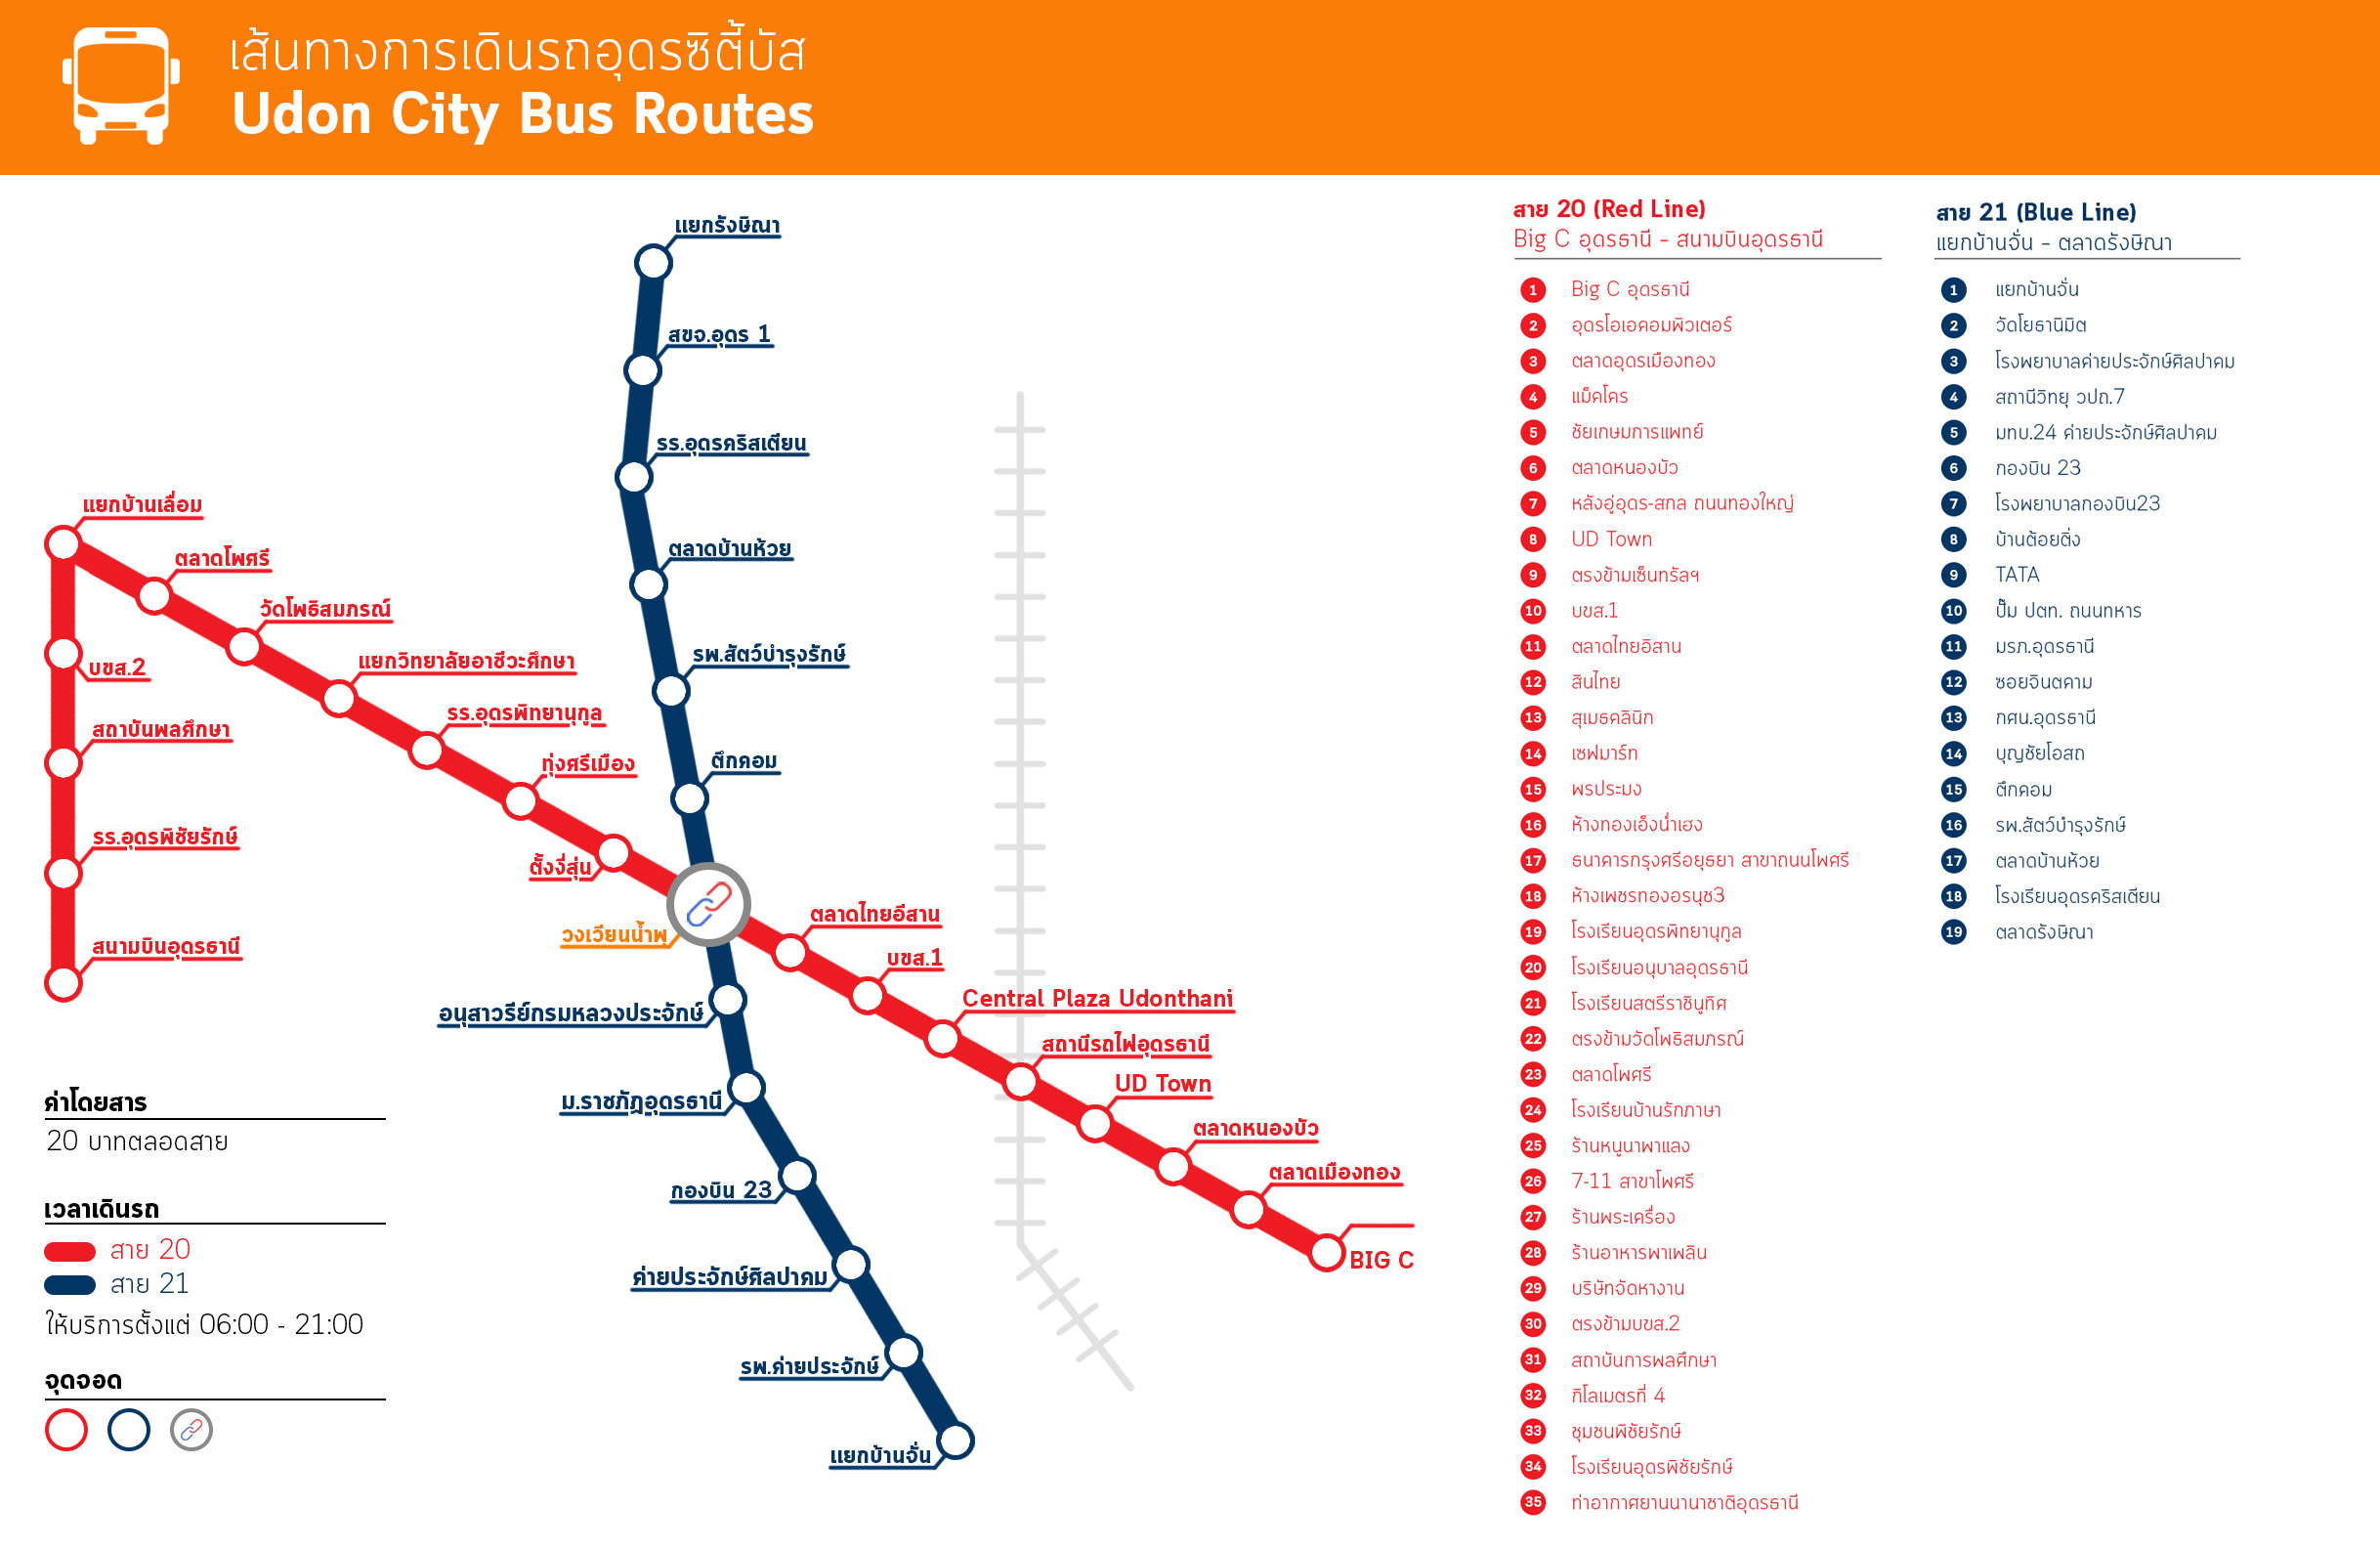 เส้นทางการเดินรถอุดรซิตี้บัส
Udon City Bus Routes
แยกรังษิณา
สขจ.อุดร 1
รร.อุดรคริสเตียน
ตลาดบ้านห้วย
รพ.สัตว์บำรุงรักษ์
ตึกคอม
แยกบ้านเลื่อม
ตลาดโพศรี
วัดโพธิสมภรณ์
แยกวิทยาลัยอาชีวะศึกษา
รร.อุดรพิทยานุกูล
ทุ่งศรีเมือง
ตั้งงี่สุ่น
บขส.2
สถาบันพลศึกษา
รร.อุดรพิชัยรักษ์
สนามบินอุดรธานี
วงเวียนน้ำพุ
ตลาดไทยอีสาน
บขส.1
Central Plaza Udonthani
สถานีรถไฟอุดรธานี
UD Town
ตลาดหนองบัว
ตลาดเมืองทอง
BIG C
อนุสาวรีย์กรมหลวงประจักษ์
ม.ราชภัฎอุดรธานี
กองบิน 23
ค่ายประจักษ์ศิลปาคม
รพ.ค่ายประจักษ์
แยกบ้านจั่น
ค่าโดยสาร
20 บาทตลอดสาย
เวลาเดินรถ
สาย 20
สาย 21
ให้บริการตั้งแต่ 06:00 - 21:00
จุดจอด
สาย 20 (Red Line)
Big C อุดรธานี - สนามบินอุดรธานี
1 Big C อุดรธานี
2 อุดรโอเอคอมพิวเตอร์
3 ตลาดอุดรเมืองทอง
4 แม็คโคร
5 ชัยเกษมการแพทย์
6 ตลาดหนองบัว
7 หลังอู่อุดร-สกล ถนนทองใหญ่
8 UD Town
9 ตรงข้ามเซ็นทรัลฯ
10 บขส.1
11 ตลาดไทยอิสาน
12 สินไทย
13 สุเมธคลินิก
14 เซฟมาร์ท
15 พรประมง
16 ห้างทองเอ็งน่ำเฮง
17 ธนาคารกรุงศรีอยุธยา สาขาถนนโพศรี
18 ห้างเพชรทองอรนุช3
19 โรงเรียนอุดรพิทยานุกูล
20 โรงเรียนอนุบาลอุดรธานี
21 โรงเรียนสตรีราชินูทิศ
22 ตรงข้ามวัดโพธิสมภรณ์
23 ตลาดโพศรี
24 โรงเรียนบ้านรักภาษา
25 ร้านหนูนาพาแลง
26 7-11 สาขาโพศรี
27 ร้านพระเครื่อง
28 ร้านอาหารพาเพลิน
29 บริษัทจัดหางาน
30 ตรงข้ามบขส.2
31 สถาบันการพลศึกษา
32 กิโลเมตรที่ 4
33 ชุมชนพิชัยรักษ์
34 โรงเรียนอุดรพิชัยรักษ์
35 ท่าอากาศยานนานาชาติอุดรธานี
สาย 21 (Blue Line)
แยกบ้านจั่น - ตลาดรังษิณา
1 แยกบ้านจั่น
2 วัดโยธานิมิต
3 โรงพยาบาลค่ายประจักษ์ศิลปาคม
4 สถานีวิทยุ วปถ.7
5 มทบ.24 ค่ายประจักษ์ศิลปาคม
6 กองบิน 23
7 โรงพยาบาลกองบิน23
8 บ้านต้อยติ่ง
9 TATA
10 ปั๊ม ปตท. ถนนทหาร
11 มรภ.อุดรธานี
12 ซอยจินตคาม
13 กศน.อุดรธานี
14 บุญชัยโอสถ
15 ตึกคอม
16 รพ.สัตว์บำรุงรักษ์
17 ตลาดบ้านห้วย
18 โรงเรียนอุดรคริสเตียน
19 ตลาดรังษิณา